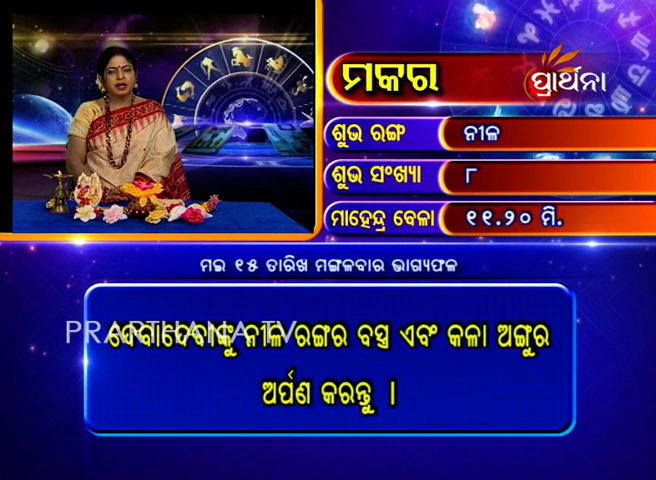 ମକର
ପ୍ରାର୍ଥନା
ଶୁଭ ରଙ୍ଗ ନୀଳ
ଶୁଭ ସଂଖ୍ୟା ୮
ମାହେନ୍ଦ୍ର ବେଳା ୧୧.୨୦ ମି.
ମଇ ୧୫ ତାରିଖ ମଙ୍ଗଳବାର ଭାଗ୍ୟଫଳ
PRARTHANA TV
ନୀଳ ରଙ୍ଗର ବସ୍ତ୍ର ଏବଂ କଳା ଅଙ୍ଗୁର
ଅର୍ପଣ କରନ୍ତୁ ।